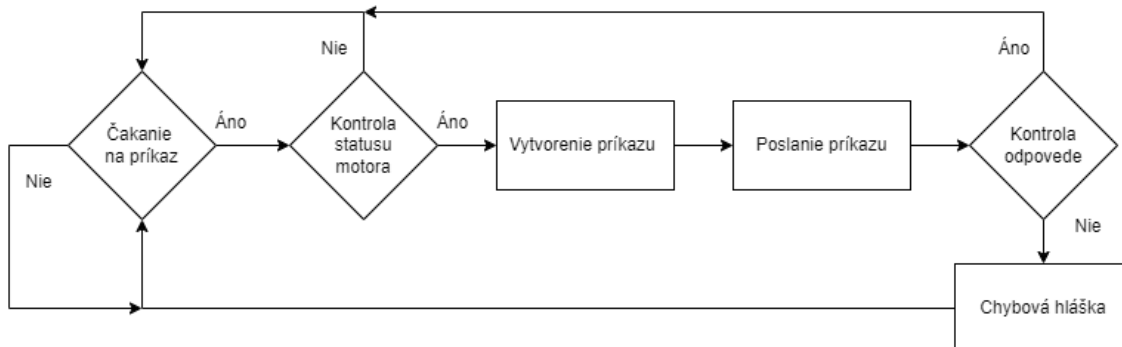 Nie
Áno
Čakanie
na príkaz
Áno
Kontrola
statusu
motora
Áno
Vytvorenie príkazu
Poslanie príkazu
Kontrola
odpovede
Nie
Nie
Chybová hláška